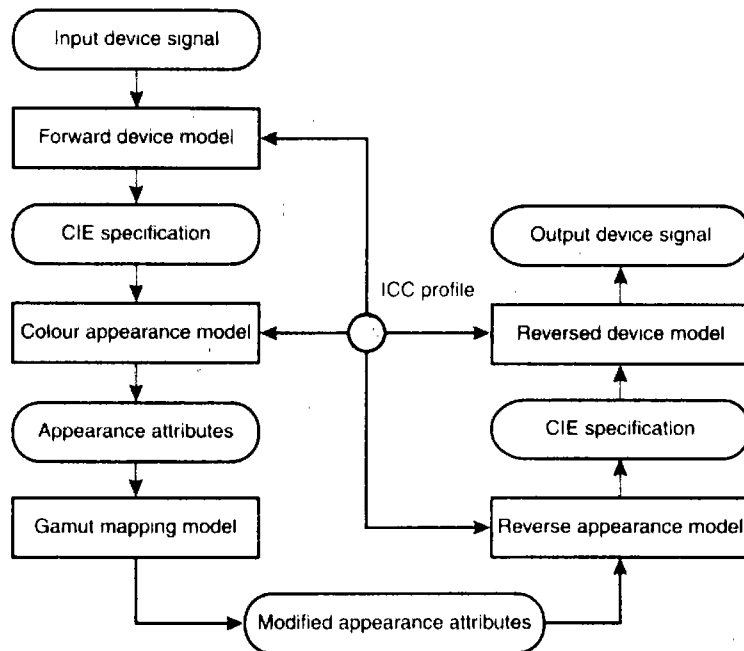 Input device signal
Forward device model
CIE specification
Colour appearance model
Appearance attributes
Gamut mapping model
Modified appearance attributes
ICC profile
Output device signal
Reversed device model
CIE specification
Reverse appearance model